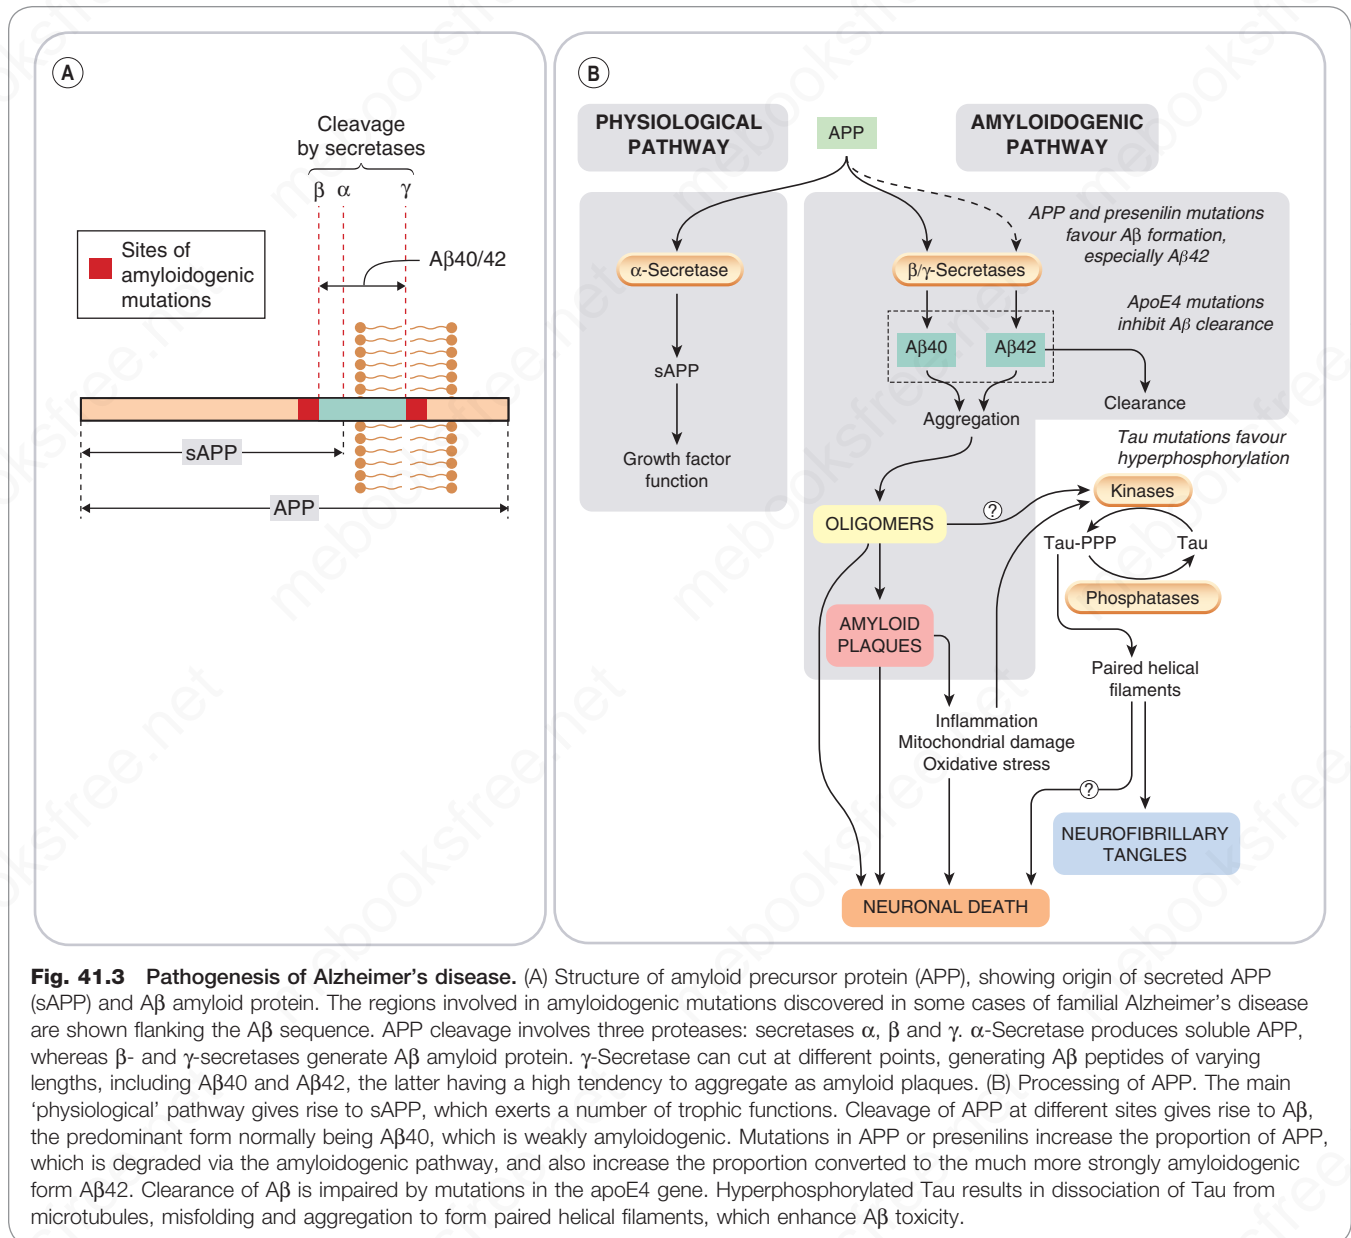 A
Cleavage
by secretases
β α γ
Sites of
amyloidogenic
mutations
Aβ40/42
sAPP
APP
B
PHYSIOLOGICAL
PATHWAY
APP
AMYLOIDOGENIC
PATHWAY
APP and presenilin mutations
favour Aβ formation,
especially Aβ42
α-Secretase
β/γ-Secretases
ApoE4 mutations
inhibit Aβ clearance
Aβ40
Aβ42
sAPP
Clearance
Aggregation
Growth factor
function
Tau mutations favour
hyperphosphorylation
Kinases
OLIGOMERS
?
Tau-PPP
Tau
Phosphatases
AMYLOID
PLAQUES
Paired helical
filaments
Inflammation
Mitochondrial damage
Oxidative stress
?
NEUROFIBRILLARY
TANGLES
NEURONAL DEATH
Fig. 41.3 Pathogenesis of Alzheimer's disease. (A) Structure of amyloid precursor protein (APP), showing origin of secreted APP
(sAPP) and Aβ amyloid protein. The regions involved in amyloidogenic mutations discovered in some cases of familial Alzheimer's disease
are shown flanking the Aβ sequence. APP cleavage involves three proteases: secretases α, β and γ. α-Secretase produces soluble APP,
whereas β- and γ-secretases generate Aβ amyloid protein. γ-Secretase can cut at different points, generating Aβ peptides of varying
lengths, including Aβ40 and Aβ42, the latter having a high tendency to aggregate as amyloid plaques. (B) Processing of APP. The main
'physiological' pathway gives rise to sAPP, which exerts a number of trophic functions. Cleavage of APP at different sites gives rise to Aβ,
the predominant form normally being Aβ40, which is weakly amyloidogenic. Mutations in APP or presenilins increase the proportion of APP,
which is degraded via the amyloidogenic pathway, and also increase the proportion converted to the much more strongly amyloidogenic
form Aβ42. Clearance of Aβ is impaired by mutations in the apoE4 gene. Hyperphosphorylated Tau results in dissociation of Tau from
microtubules, misfolding and aggregation to form paired helical filaments, which enhance Aβ toxicity.
mebooksfree.net